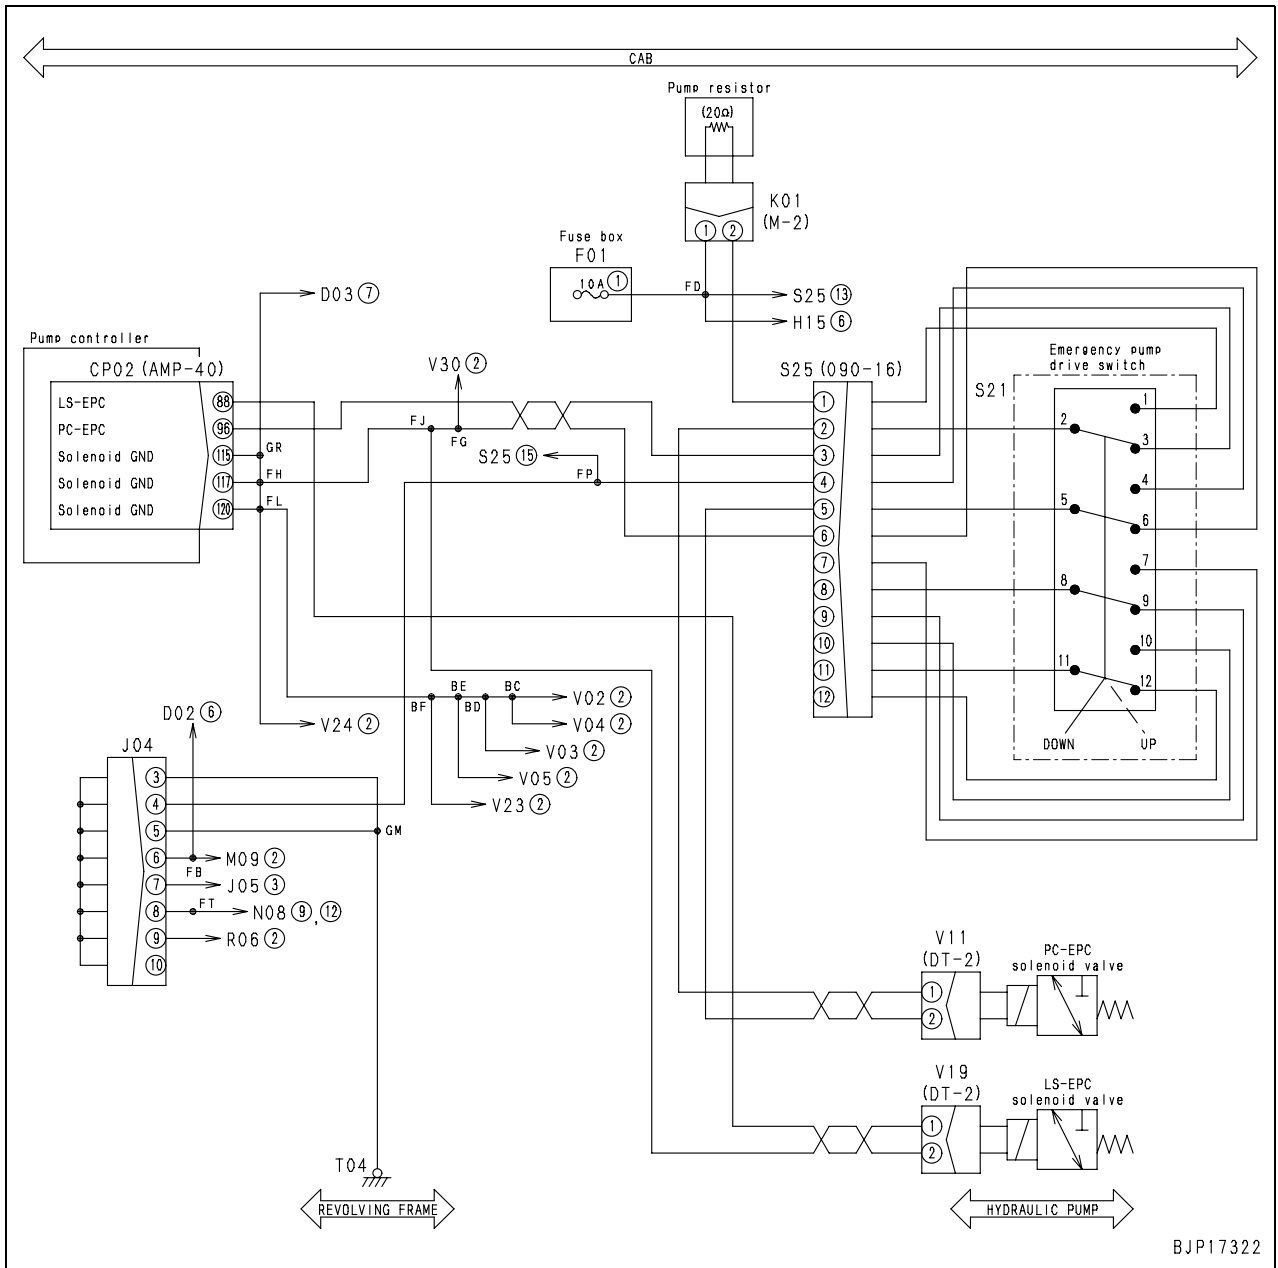 CAB
Pump resistor
(20Ω)
K01
(M-2)
1 2
Fuse box
F01
10A 1
FD
S25 13
H15 6
D03 7
Pump controller
CP02 (AMP-40)
LS-EPC 88
PC-EPC 96
Solenoid GND 115
Solenoid GND 117
Solenoid GND 120
GR
FH
FL
V30 2
FJ
FG
S25 15
FP
S25 (090-16)
1
2
3
4
5
6
7
8
9
10
11
12
Emergency pump
drive switch
S21
1
2
3
4
5
6
7
8
9
10
11
12
DOWN UP
BF BE BD BC
V02 2
V04 2
V03 2
V05 2
V23 2
V24 2
D02 6
J04
3
4
5
6
7
8
9
10
GM
M09 2
FB
J05 3
FT
N08 9 , 12
R06 2
V11
(DT-2)
1
2
PC-EPC
solenoid valve
V19
(DT-2)
1
2
LS-EPC
solenoid valve
T04
REVOLVING FRAME
HYDRAULIC PUMP
BJP17322